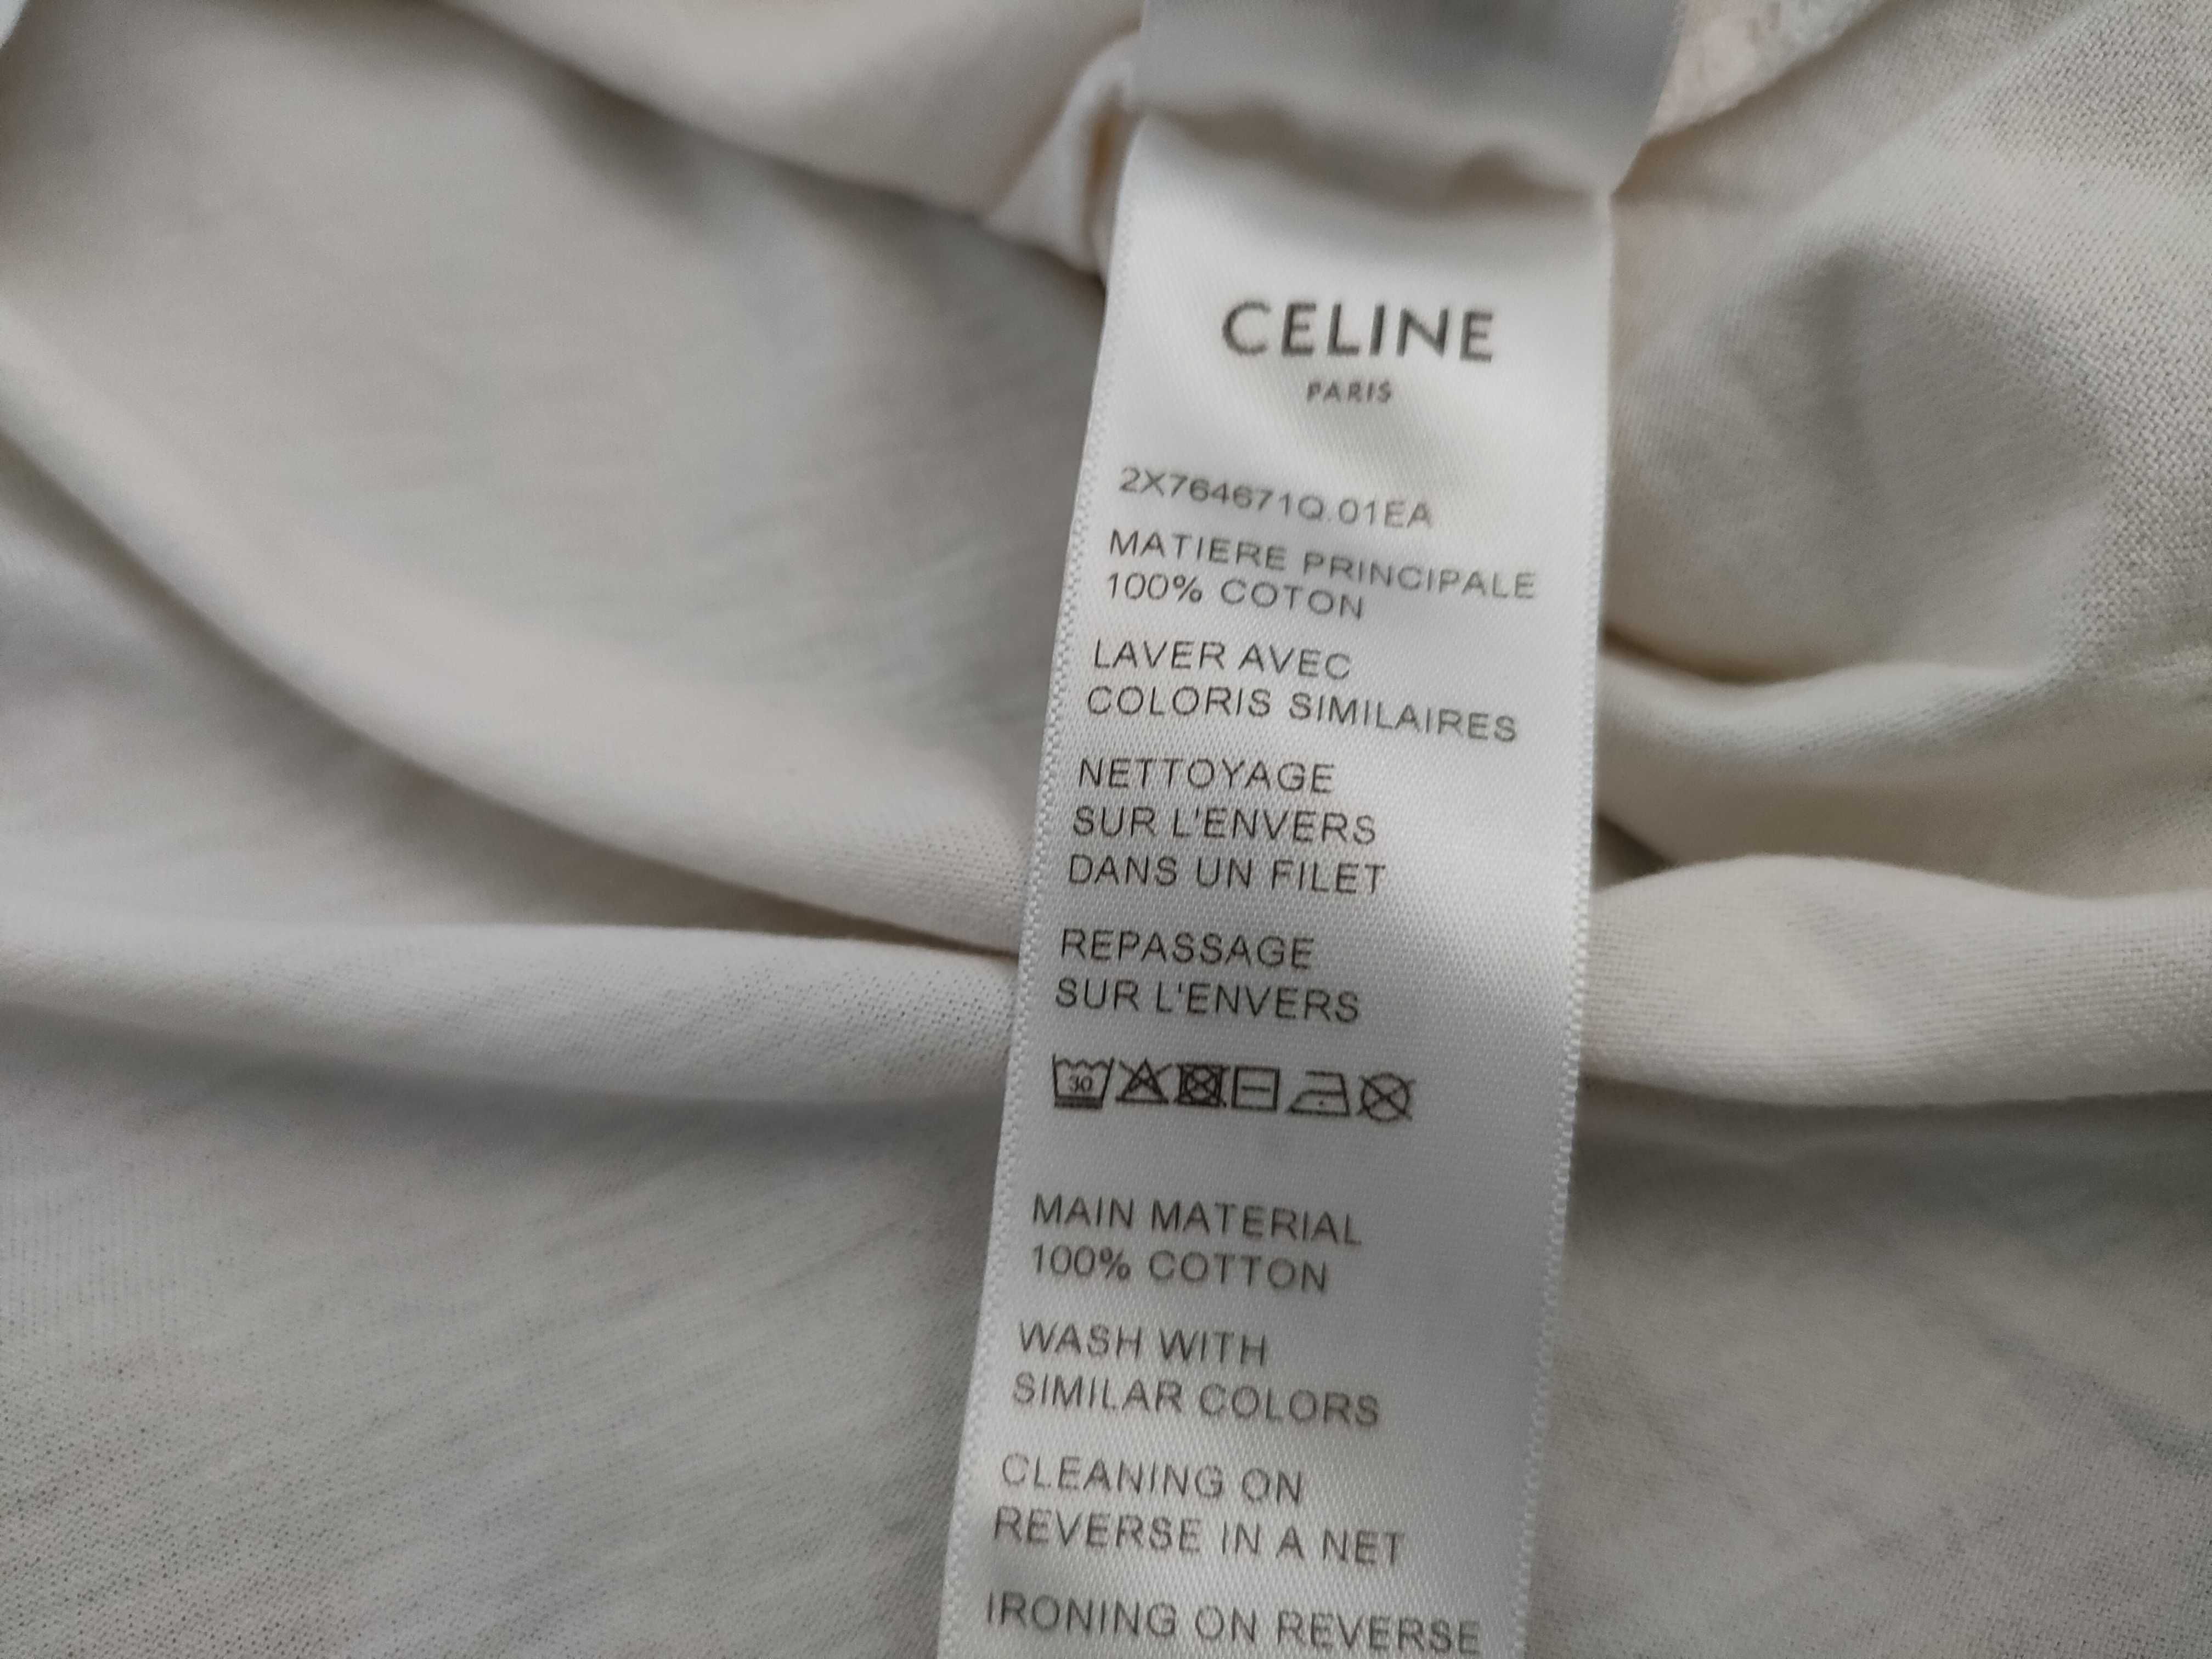 CELINE
PARIS
2X764671Q.01EA
MATIERE PRINCIPALE
100% COTON
LAVER AVEC
COLORIS SIMILAIRES
NETTOYAGE
SUR L'ENVERS
DANS UN FILET
REPASSAGE
SUR L'ENVERS
30
MAIN MATERIAL
100% COTTON
WASH WITH
SIMILAR COLORS
CLEANING ON
REVERSE IN A NET
IRONING ON REVERSE